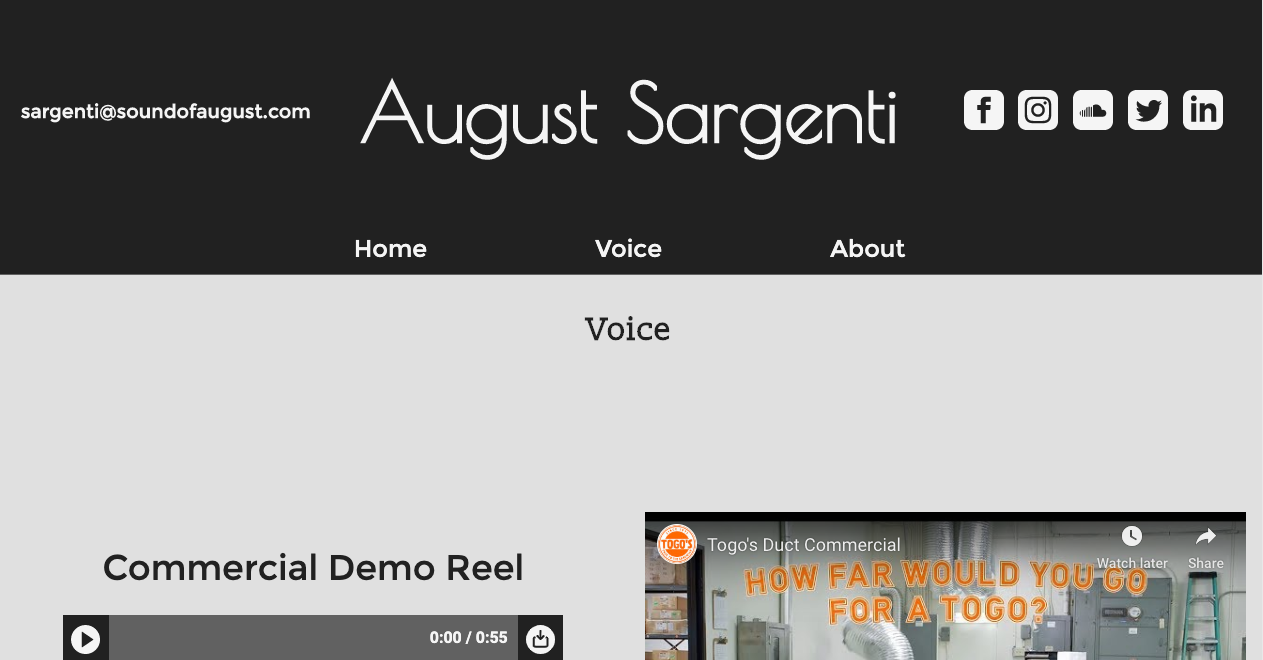 sargenti@soundofaugust.com
August Sargenti
Home
Voice
About
Voice
Commercial Demo Reel
0:00 / 0:55
TOGO'S
Togo's Duct Commercial
Watch later
Share
HOW FAR WOULD YOU GO
FOR A TOGO?